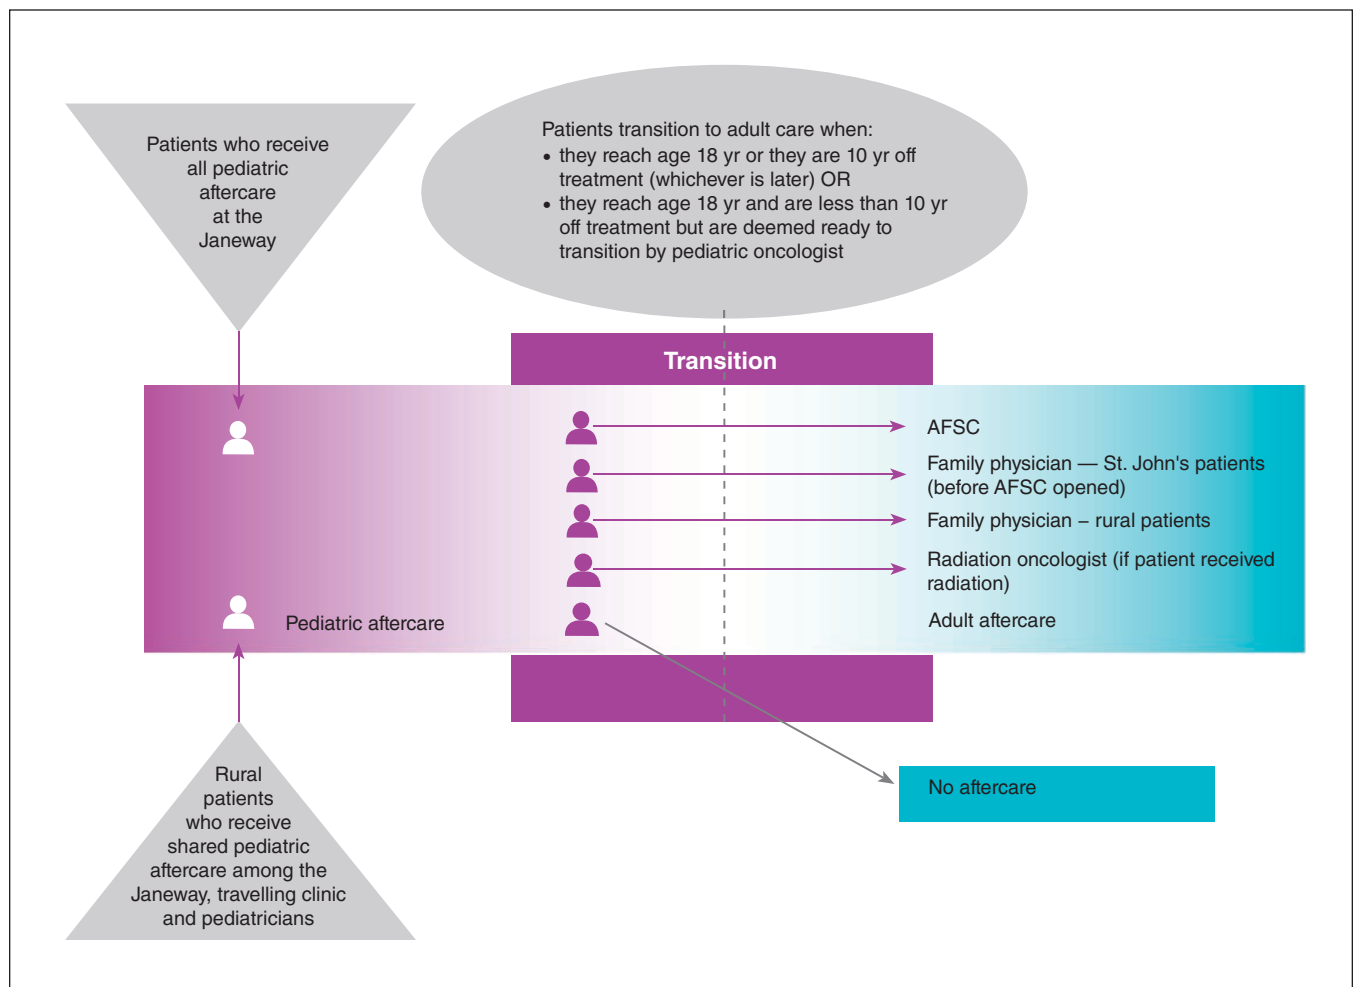 Patients who receive
all pediatric
aftercare
at the
Janeway
Patients transition to adult care when:
• they reach age 18 yr or they are 10 yr off
treatment (whichever is later) OR
• they reach age 18 yr and are less than 10 yr
off treatment but are deemed ready to
transition by pediatric oncologist
Transition
AFSC
Family physician — St. John's patients
(before AFSC opened)
Family physician – rural patients
Radiation oncologist (if patient received
radiation)
Pediatric aftercare
Adult aftercare
No aftercare
Rural
patients
who receive
shared pediatric
aftercare among the
Janeway, travelling clinic
and pediatricians